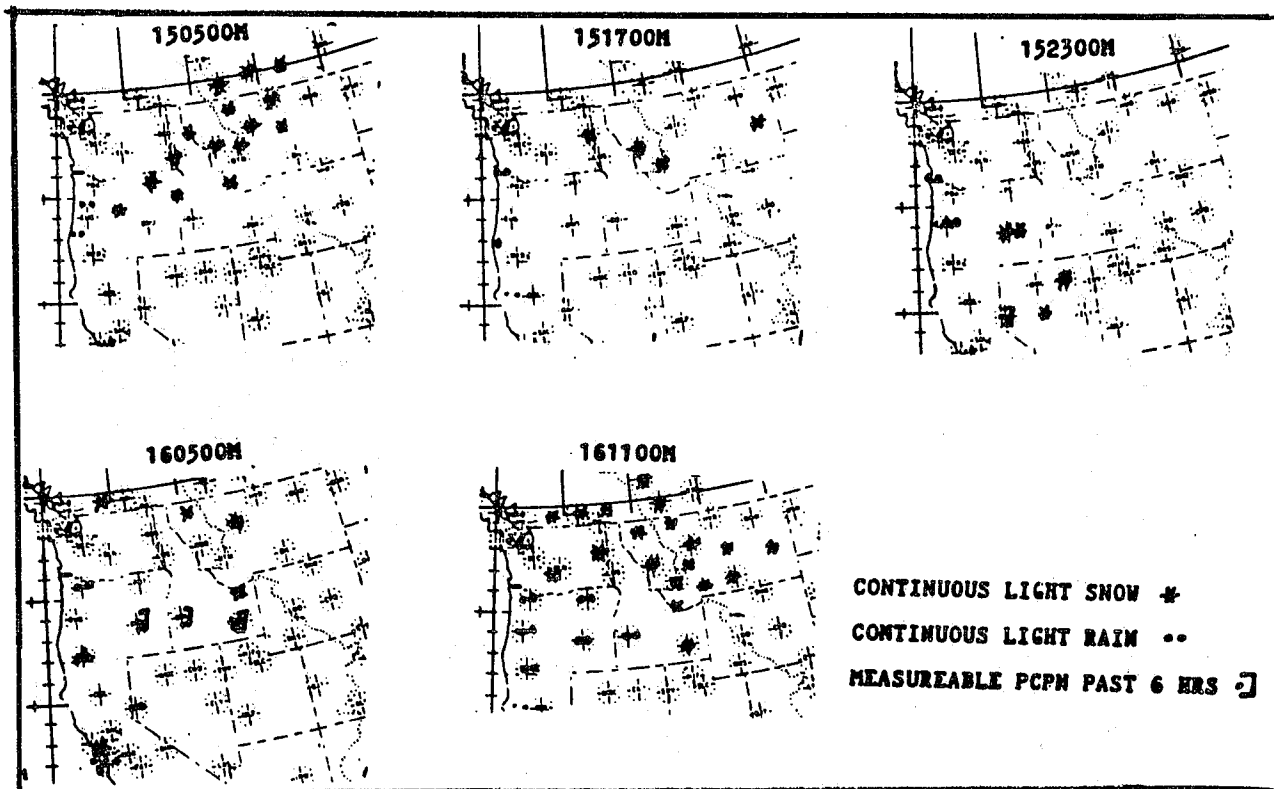 150500M
151700M
152300M
160500M
161100M
CONTINUOUS LIGHT SNOW
CONTINUOUS LIGHT RAIN
MEASUREABLE PCPN PAST 6 HRS